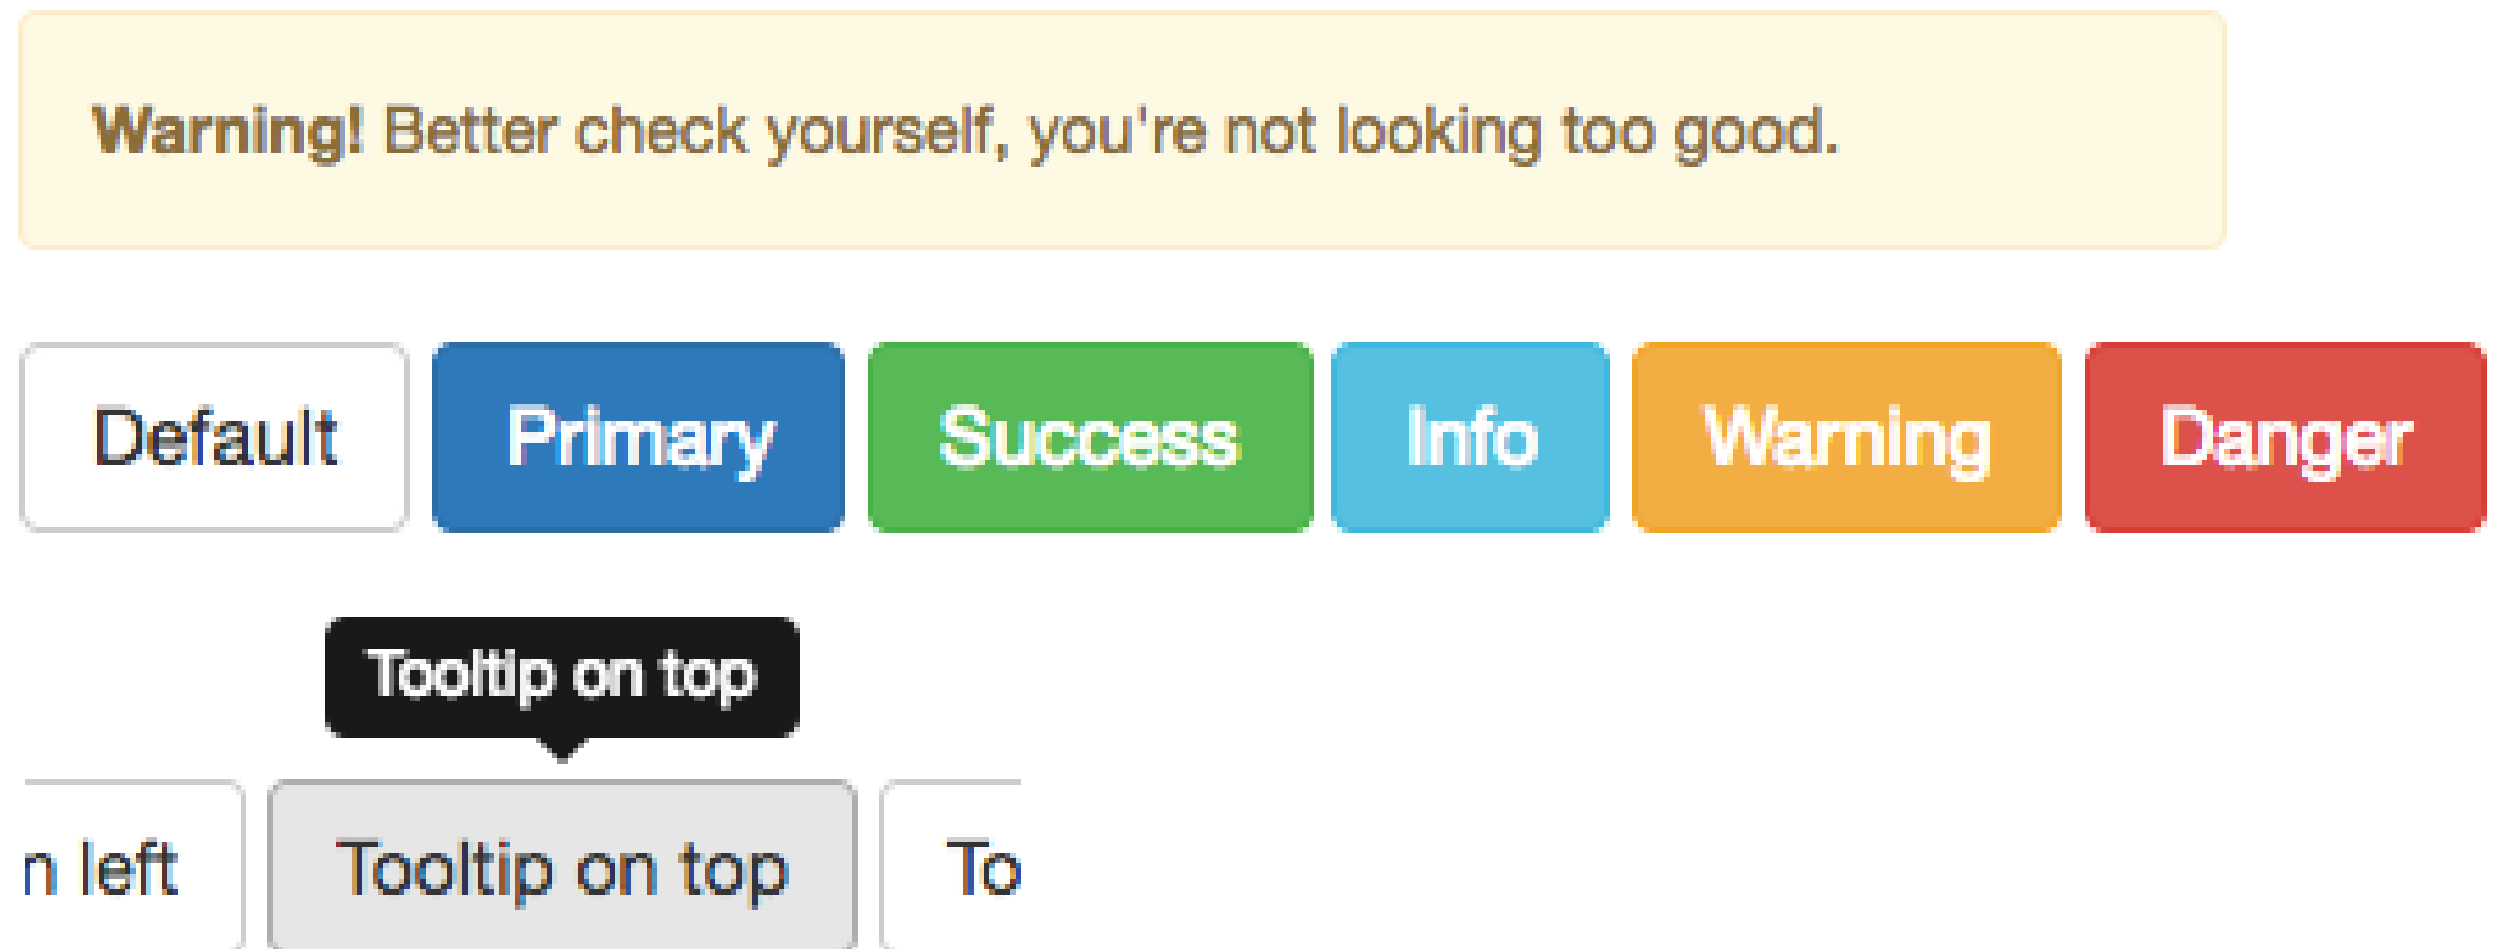 Warning! Better check yourself, you're not looking too good.
Default Primary Success Info Warning Danger
Tooltip on top
n left Tooltip on top To